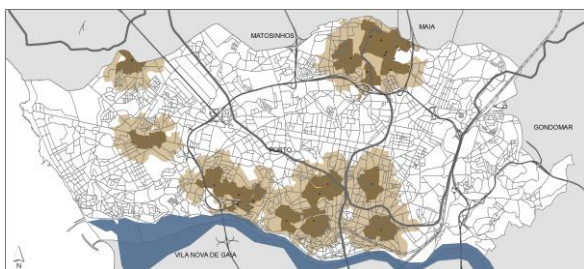 MAIA
MATOSINHOS
GONDOMAR
PORTO
VILA NOVA DE GAIA
N